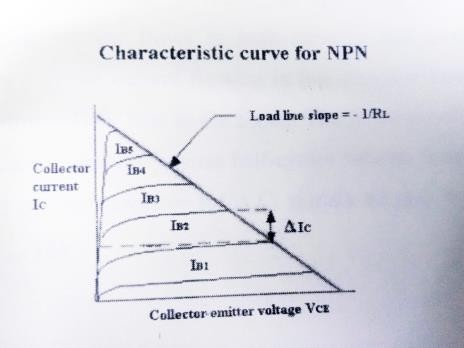 Characteristic curve for NPN
Load line slope = - 1/RL
IB5
IB4
Collector
current
IC
IB3
IB2
ΔIC
IB1
Collector-emitter voltage VCE